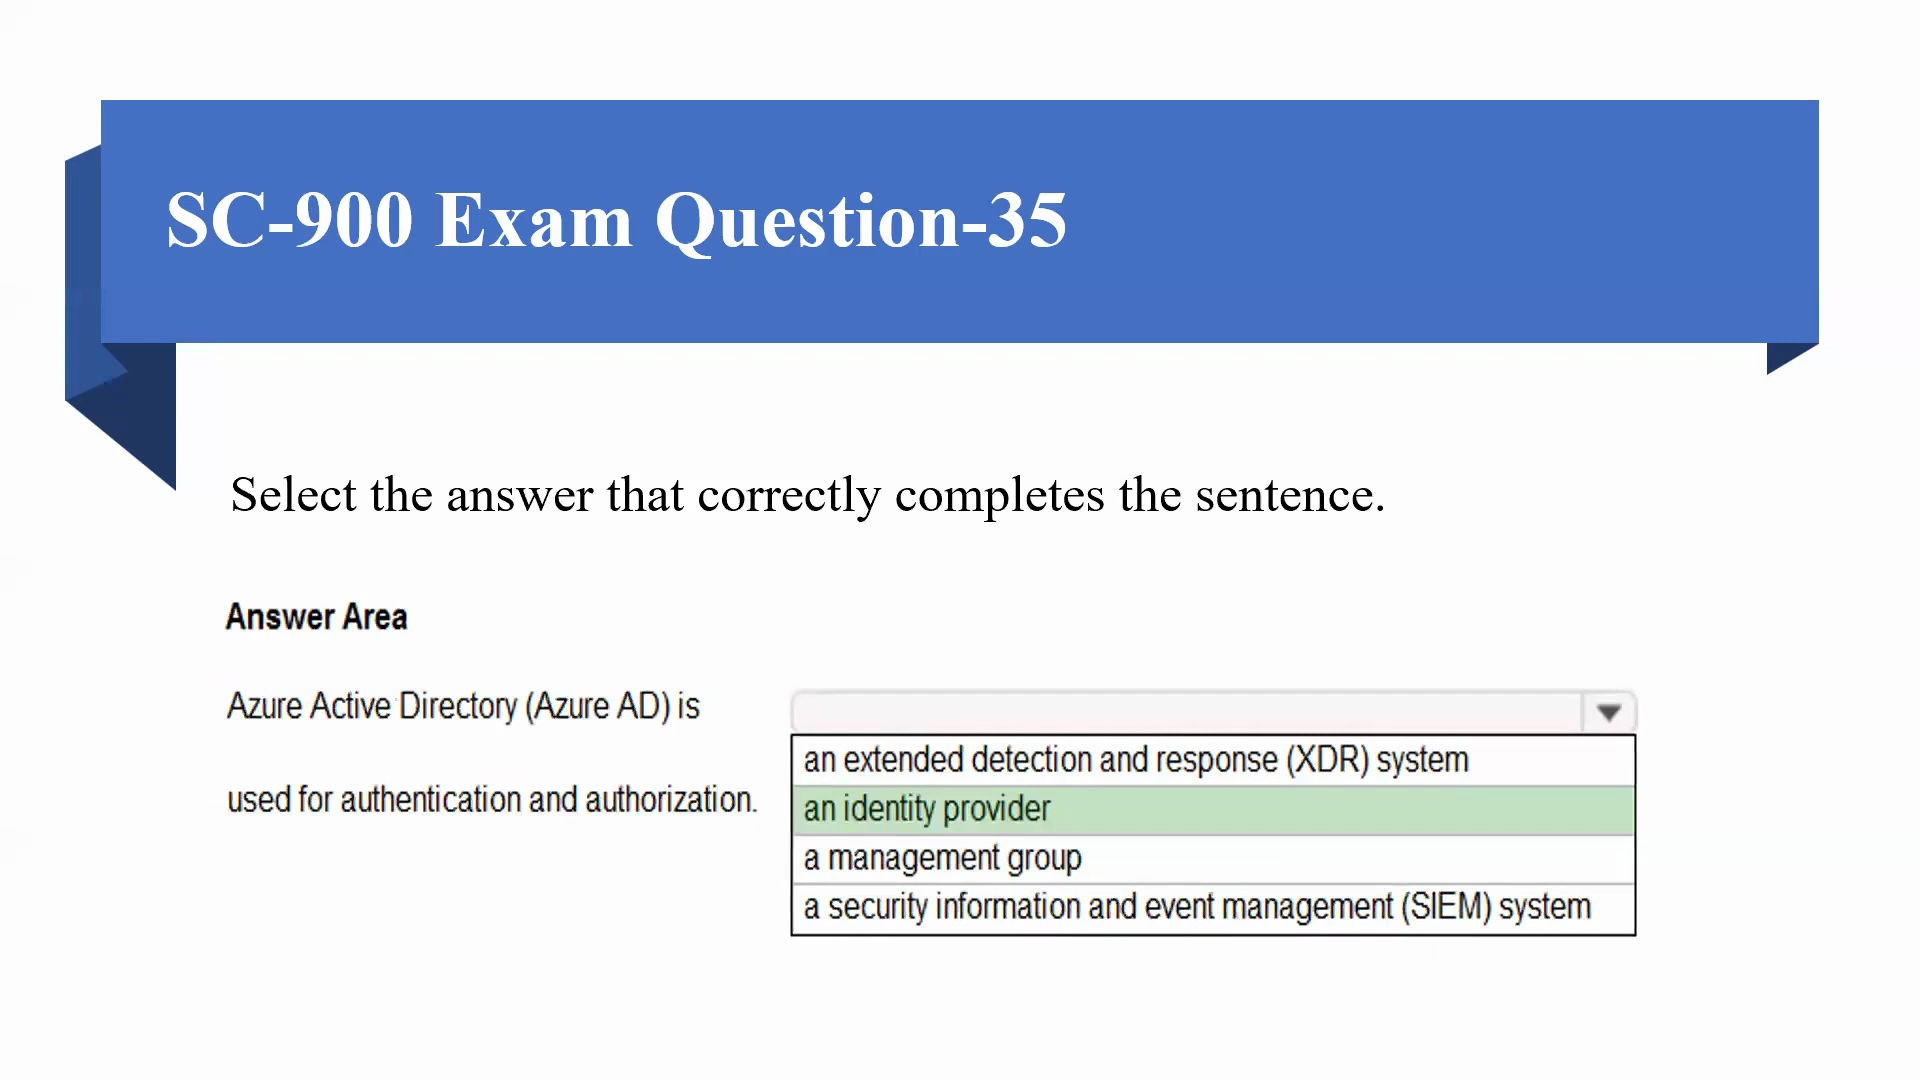 SC-900 Exam Question-35
Select the answer that correctly completes the sentence.
Answer Area
Azure Active Directory (Azure AD) is
used for authentication and authorization.
an extended detection and response (XDR) system
an identity provider
a management group
a security information and event management (SIEM) system